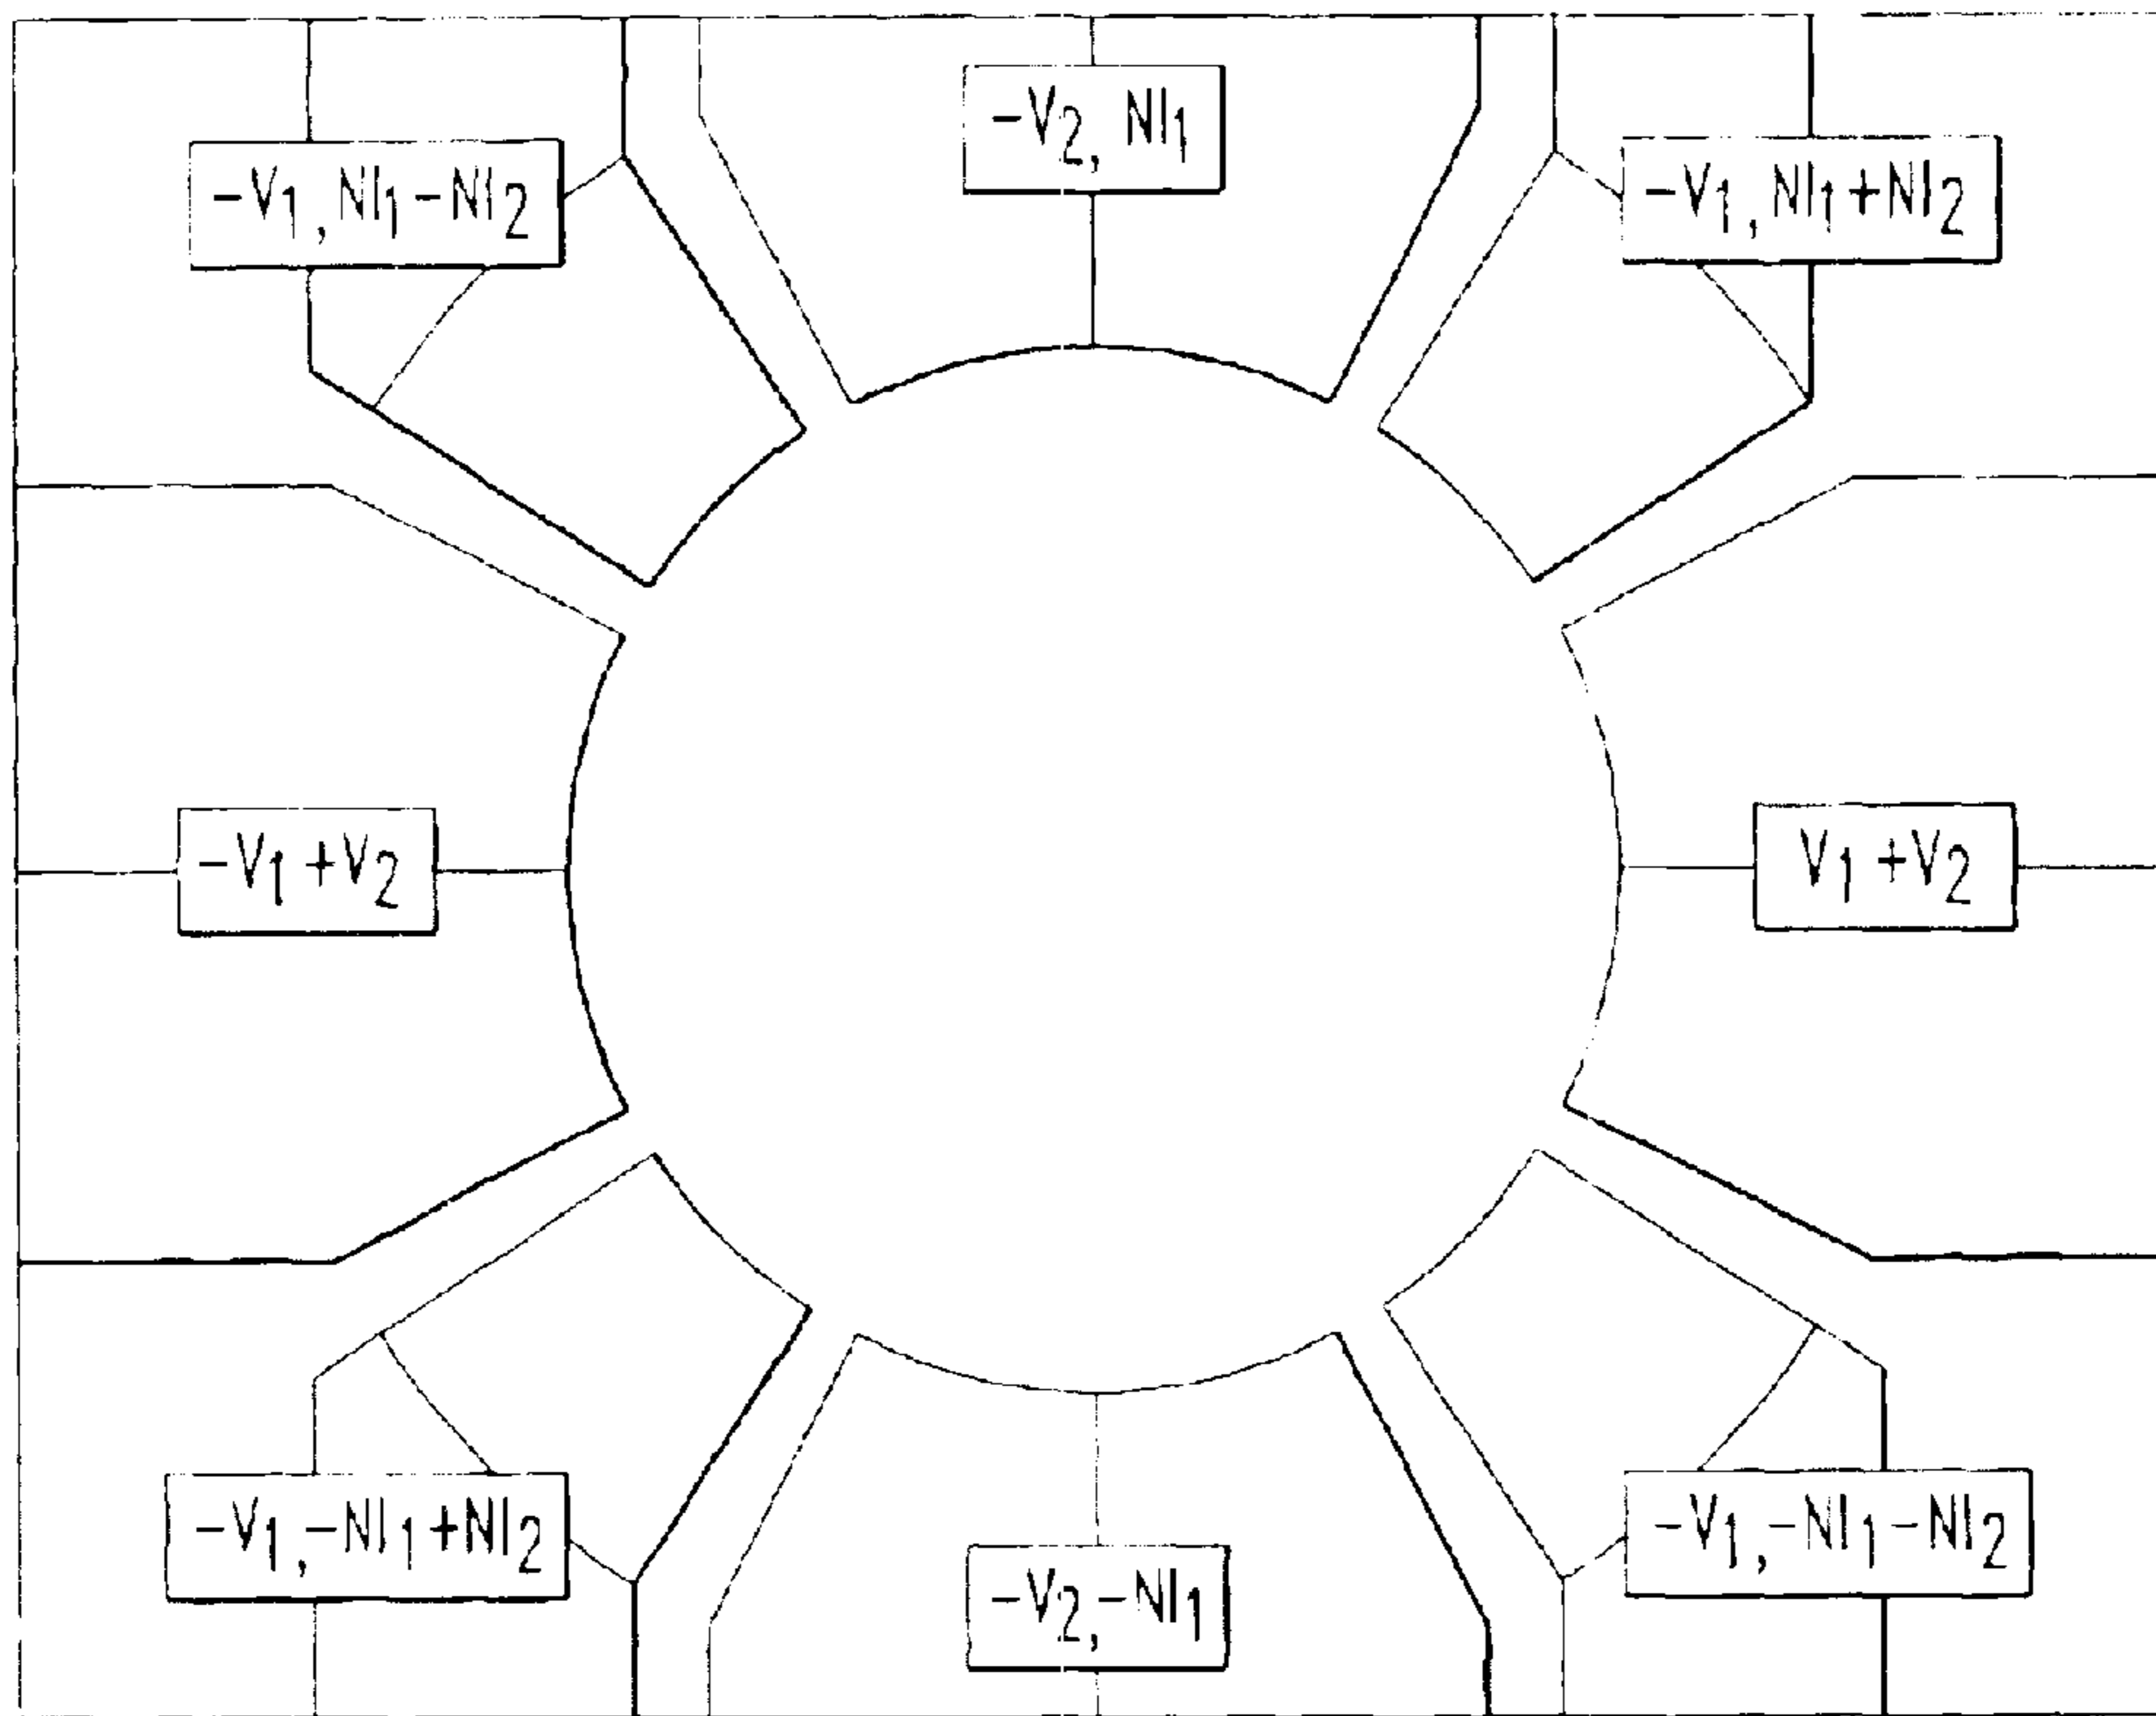 -V2, NI1
-V1, NI1-NI2
-V1, NI1+NI2
-V1+V2
V1+V2
-V1,-NI1+NI2
-V1,-NI1-NI2
-V2,-NI1